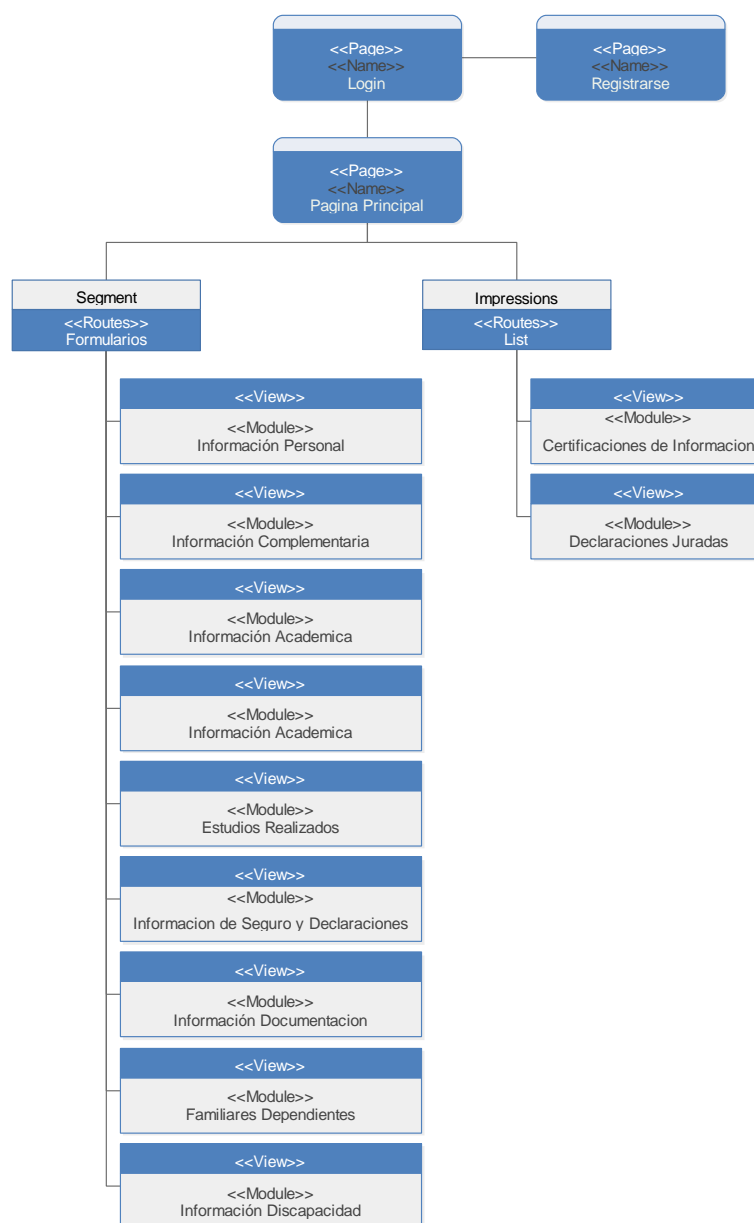 <<Page>>
<<Name>>
Login
<<Page>>
<<Name>>
Registrarse
<<Page>>
<<Name>>
Pagina Principal
Segment
<<Routes>>
Formularios
Impressions
<<Routes>>
List
<<View>>
<<Module>>
Información Personal
<<View>>
<<Module>>
Información Complementaria
<<View>>
<<Module>>
Información Academica
<<View>>
<<Module>>
Información Academica
<<View>>
<<Module>>
Estudios Realizados
<<View>>
<<Module>>
Informacion de Seguro y Declaraciones
<<View>>
<<Module>>
Información Documentacion
<<View>>
<<Module>>
Familiares Dependientes
<<View>>
<<Module>>
Información Discapacidad
<<View>>
<<Module>>
Certificaciones de Informacion
<<View>>
<<Module>>
Declaraciones Juradas